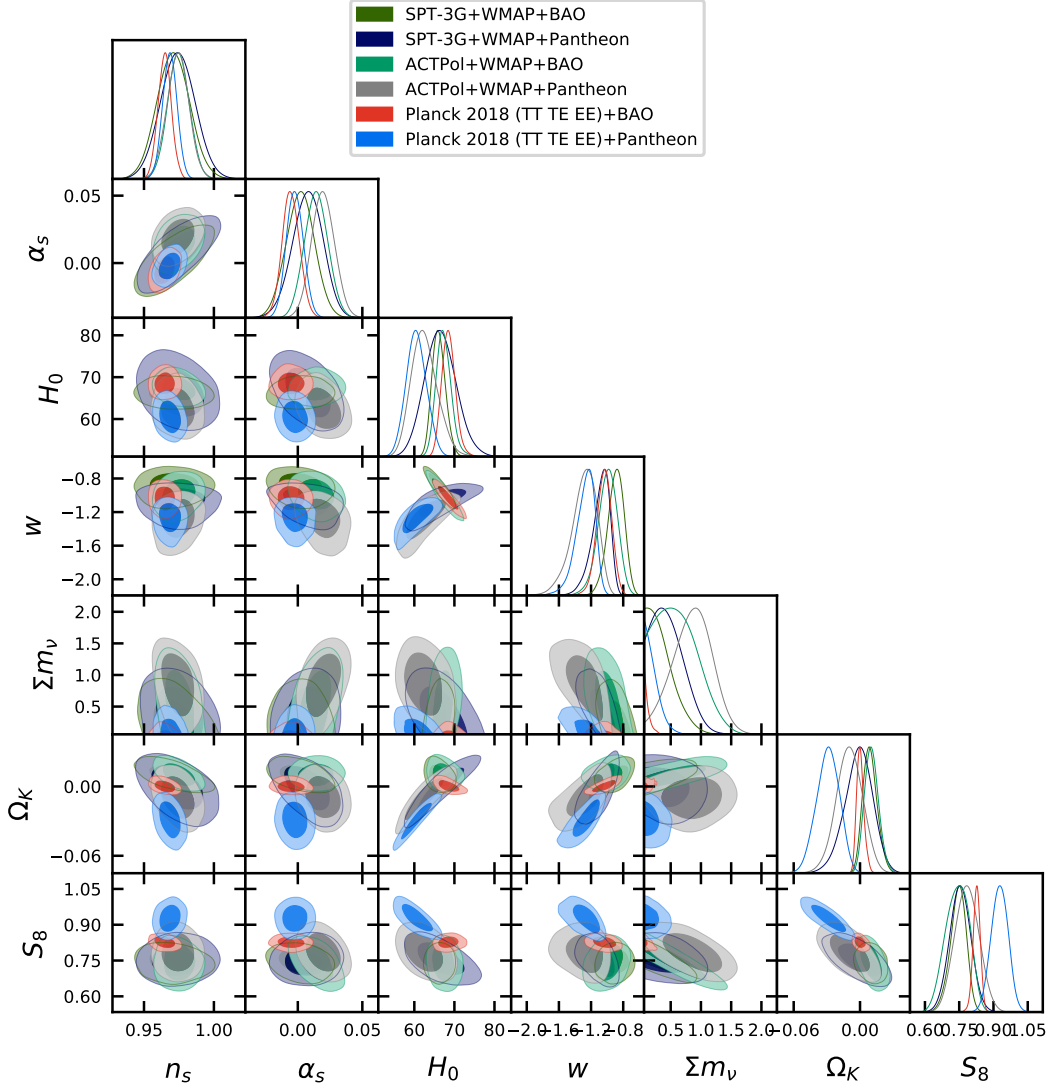 SPT-3G+WMAP+BAO
SPT-3G+WMAP+Pantheon
ACTPol+WMAP+BAO
ACTPol+WMAP+Pantheon
Planck 2018 (TT TE EE)+BAO
Planck 2018 (TT TE EE)+Pantheon
α_s
0.05
0.00
H_0
80
70
60
w
−0.8
−1.2
−1.6
−2.0
Σm_ν
2.0
1.5
1.0
0.5
Ω_K
0.00
−0.06
S_8
1.05
0.90
0.75
0.60
0.95 1.00 0.00 0.05 60 70 80 −2.0 −1.6 −1.2 −0.8 0.5 1.0 1.5 2.0 −0.06 0.00 0.60 0.75 0.90 1.05
n_s α_s H_0 w Σm_ν Ω_K S_8